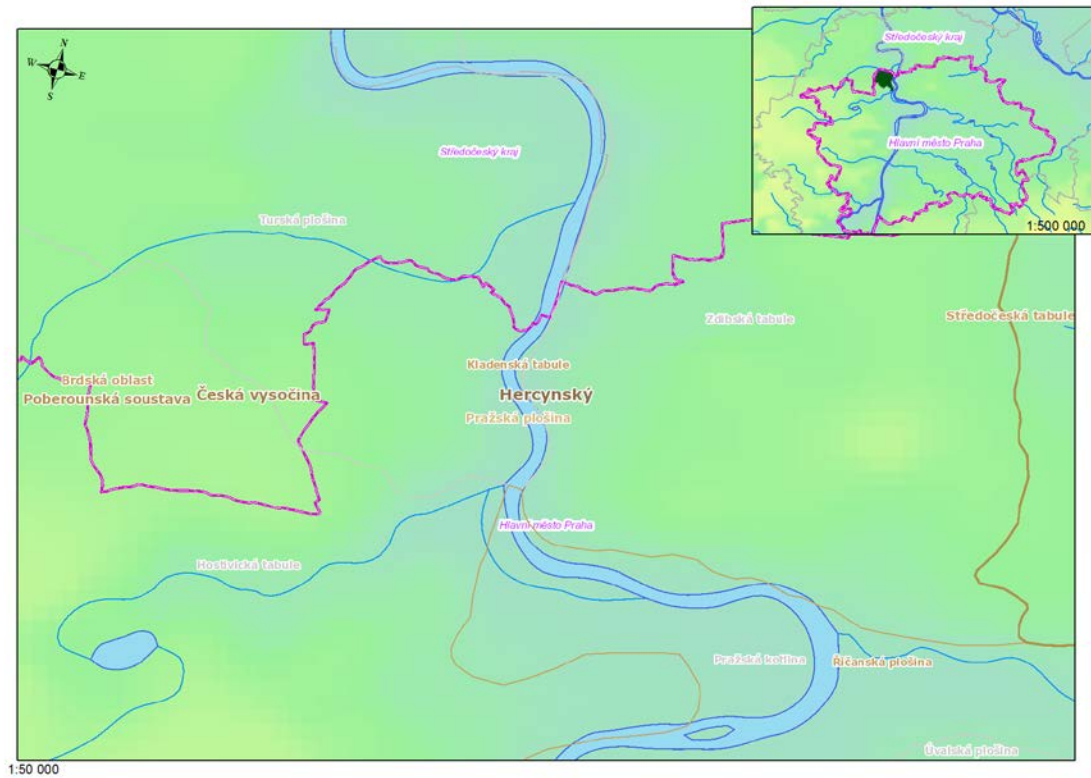 N
W
E
S
Středočeský kraj
Hlavní město Praha
1:500 000
Středočeský kraj
Turská plošina
Zdibská tabule
Středočeská tabule
Kladenská tabule
Brdská oblast
Poberounská soustava
Česká vysočina
Hercynský
Pražská plošina
Hlavní město Praha
Hostivická tabule
Pražská kotlina
Říčanská plošina
Úvalská plošina
1:50 000